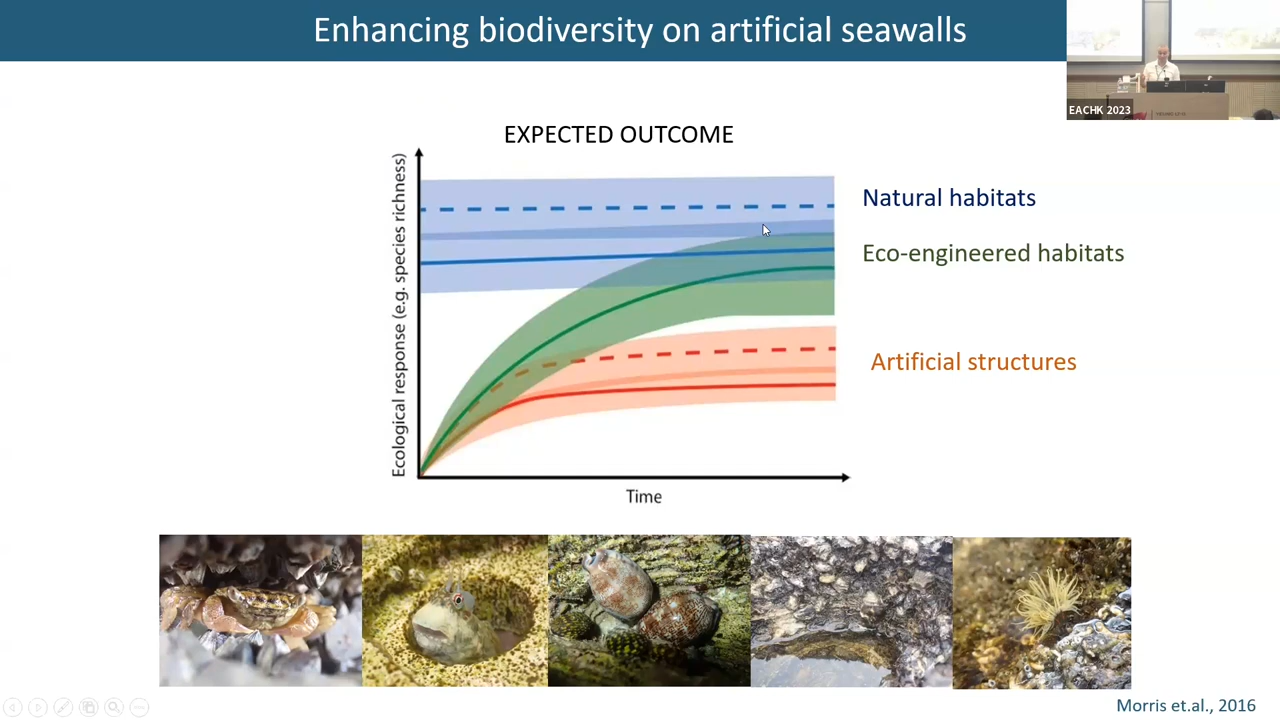 Enhancing biodiversity on artificial seawalls
EACHK 2023
EXPECTED OUTCOME
Ecological response (e.g. species richness)
Natural habitats
Eco-engineered habitats
Artificial structures
Time
Morris et.al., 2016